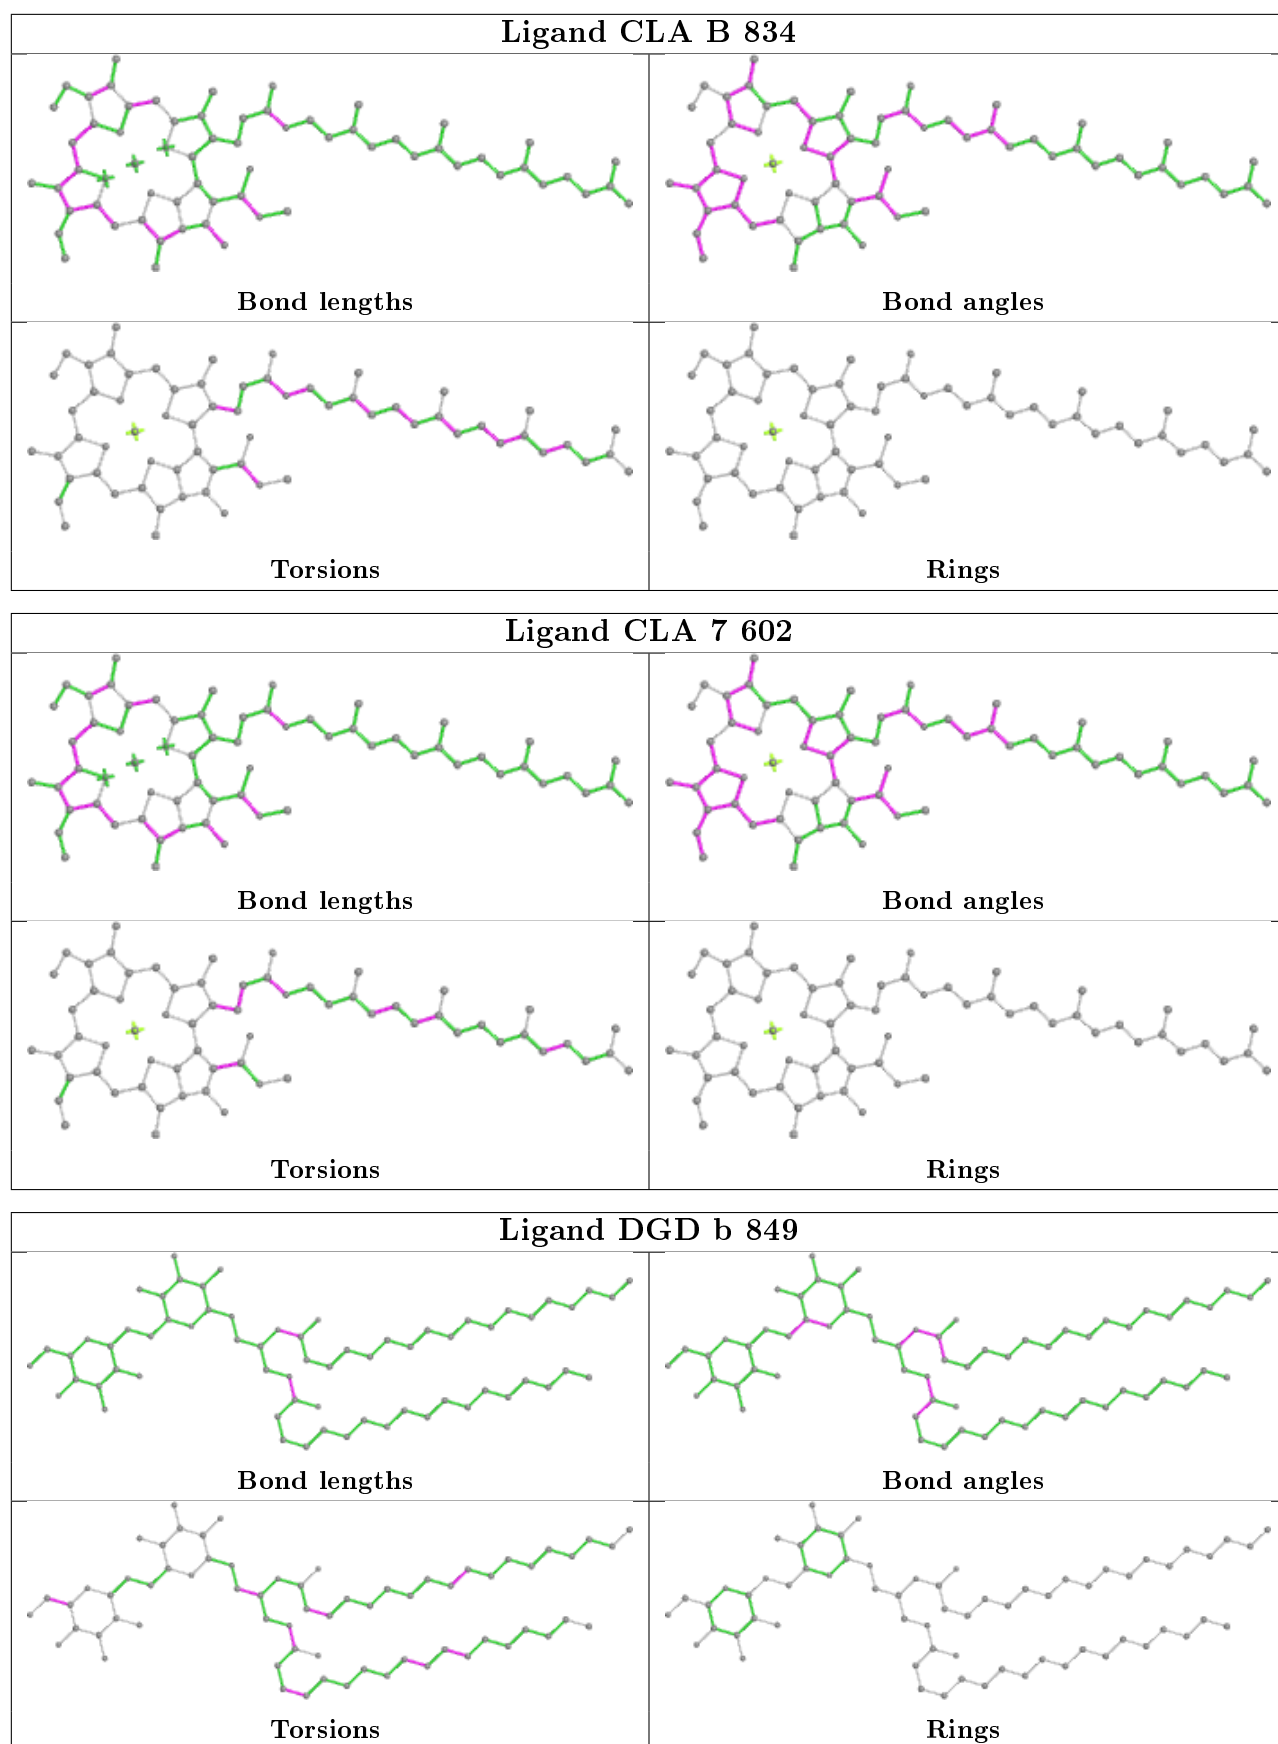 Ligand CLA B 834
Bond lengths
Bond angles
Torsions
Rings
Ligand CLA 7 602
Bond lengths
Bond angles
Torsions
Rings
Ligand DGD b 849
Bond lengths
Bond angles
Torsions
Rings